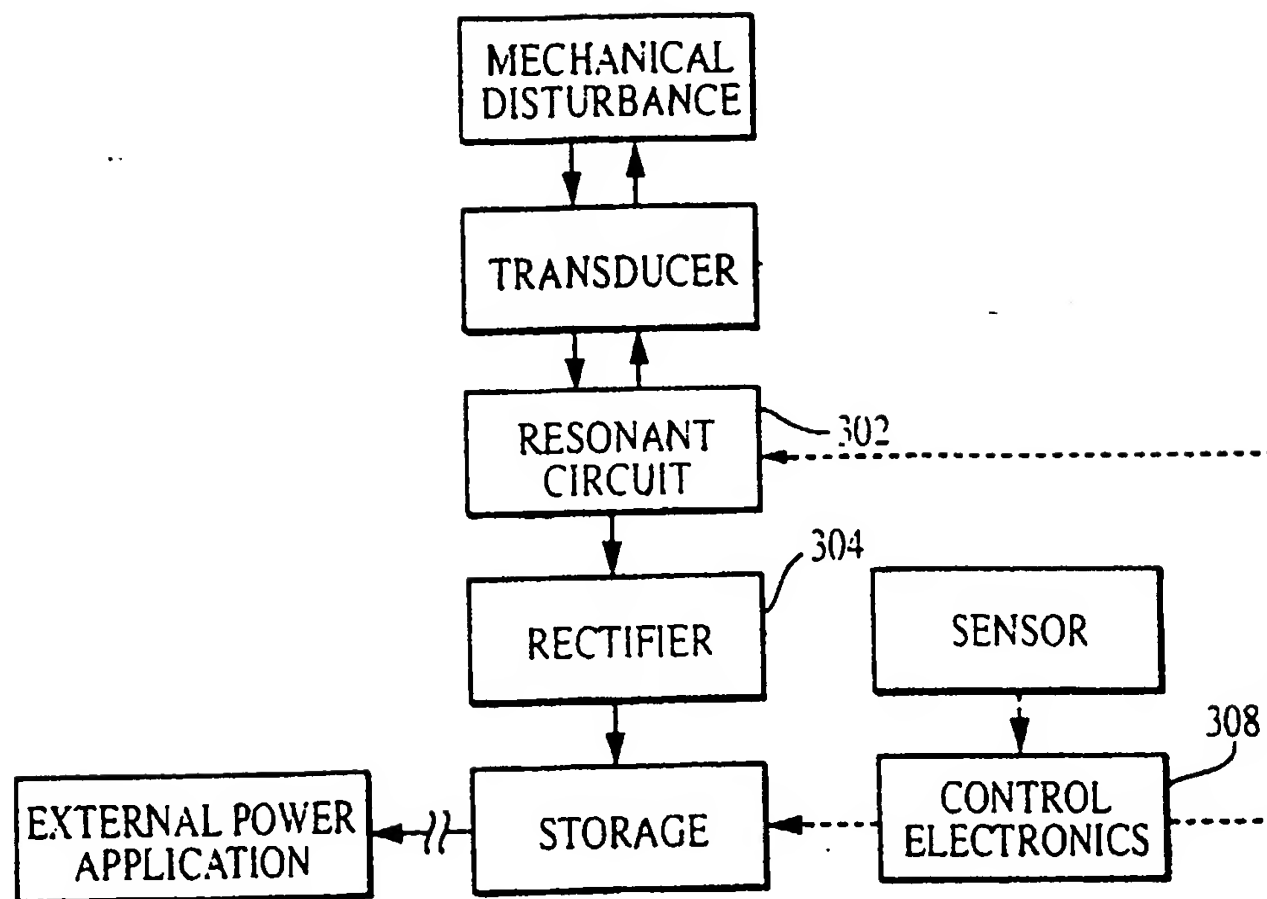 MECHANICAL
DISTURBANCE
TRANSDUCER
RESONANT
CIRCUIT
302
304
RECTIFIER
SENSOR
308
EXTERNAL POWER
APPLICATION
STORAGE
CONTROL
ELECTRONICS